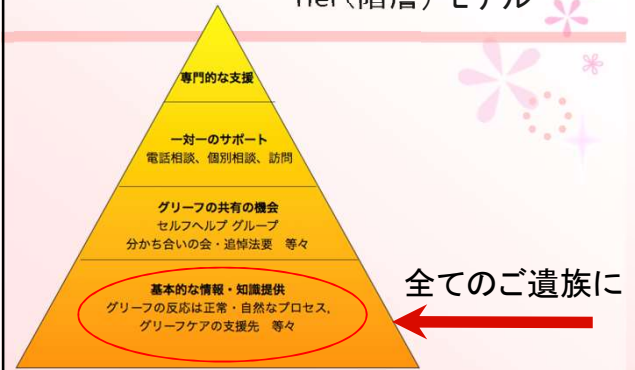 (階層)モデル
専門的な支援
一対一のサポート
電話相談、個別相談、訪問
グリーフの共有の機会
セルフヘルプ グループ
分かち合いの会・追悼法要 等々
基本的な情報・知識提供
グリーフの反応は正常・自然なプロセス,
グリーフケアの支援先 等々
全てのご遺族に